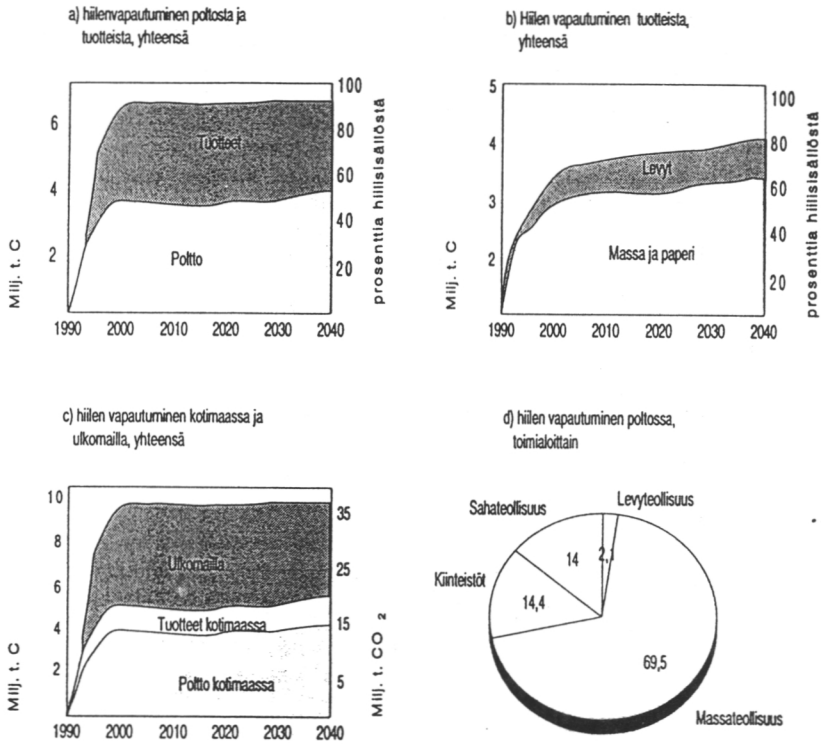 a) hiilenvapautuminen poltosta ja
tuotteista, yhteensä
6
4
2
Milj. t. C
100
80
60
40
20
prosenttia hiilisisällöstä
Tuotteet
Poltto
1990 2000 2010 2020 2030 2040
b) Hiilen vapautuminen tuotteista,
yhteensä
5
4
3
2
Milj. t. C
100
80
60
40
20
prosenttia hiilisisällöstä
Levyt
Massa ja paperi
1990 2000 2010 2020 2030 2040
c) hiilen vapautuminen kotimaassa ja
ulkomailla, yhteensä
10
8
6
4
2
Milj. t. C
35
25
15
5
Milj. t. CO 2
Ulkomailla
Tuotteet kotimaassa
Poltto kotimaassa
1990 2000 2010 2020 2030 2040
d) hiilen vapautuminen poltossa,
toimialoittain
Sahateollisuus
Levyteollisuus
Kiinteistöt
14
2,1
14,4
69,5
Massateollisuus